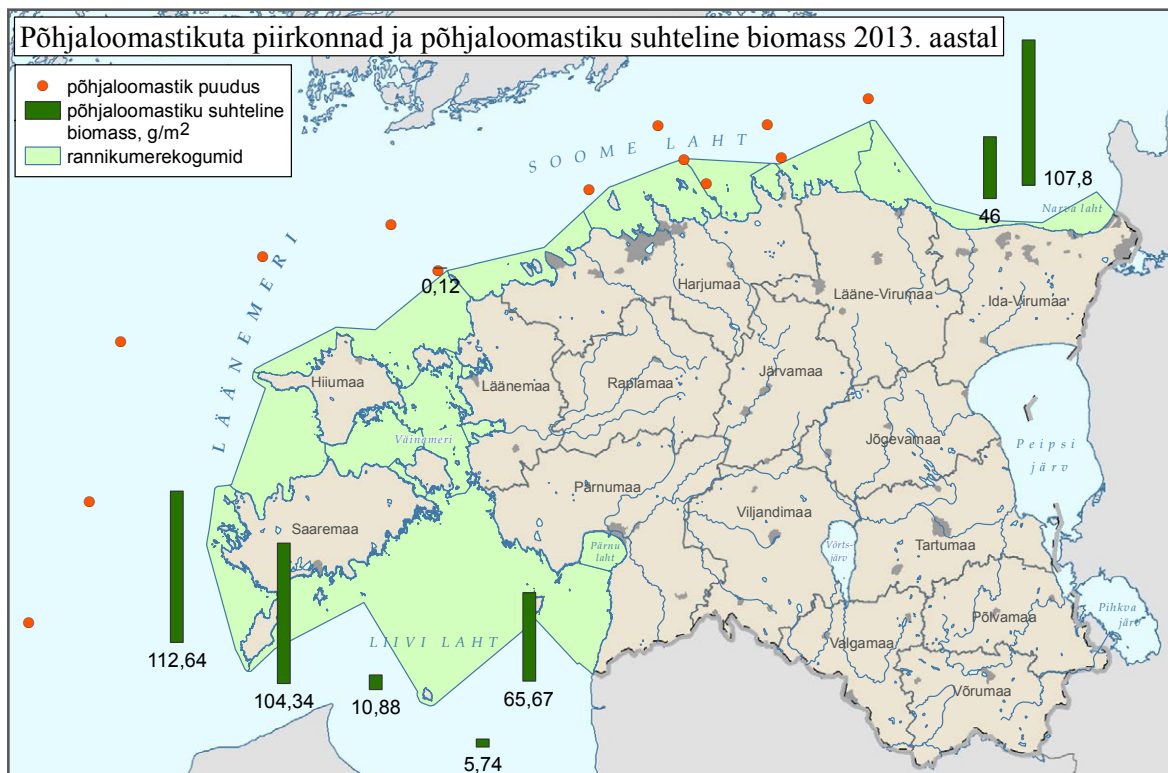 Põhjaloomastikuta piirkonnad ja põhjaloomastiku suhteline biomass 2013. aastal
põhjaloomastik puudus
põhjaloomastiku suhteline
biomass, g/m²
rannikumerekogumid
SOOME LAHT
107,8
46
Narva laht
LÄÄNEMERI
0,12
Harjumaa
Lääne-Virumaa
Ida-Virumaa
Hiiumaa
Läänemaa
Raplamaa
Järvamaa
Väinameri
Jõgevamaa
Peipsi
järv
Pärnumaa
Saaremaa
Viljandimaa
Pärnu
laht
Võrts-
järv
Tartumaa
Pihkva
järv
Põlvamaa
Valgamaa
LIIVI LAHT
112,64
104,34
10,88
65,67
Võrumaa
5,74